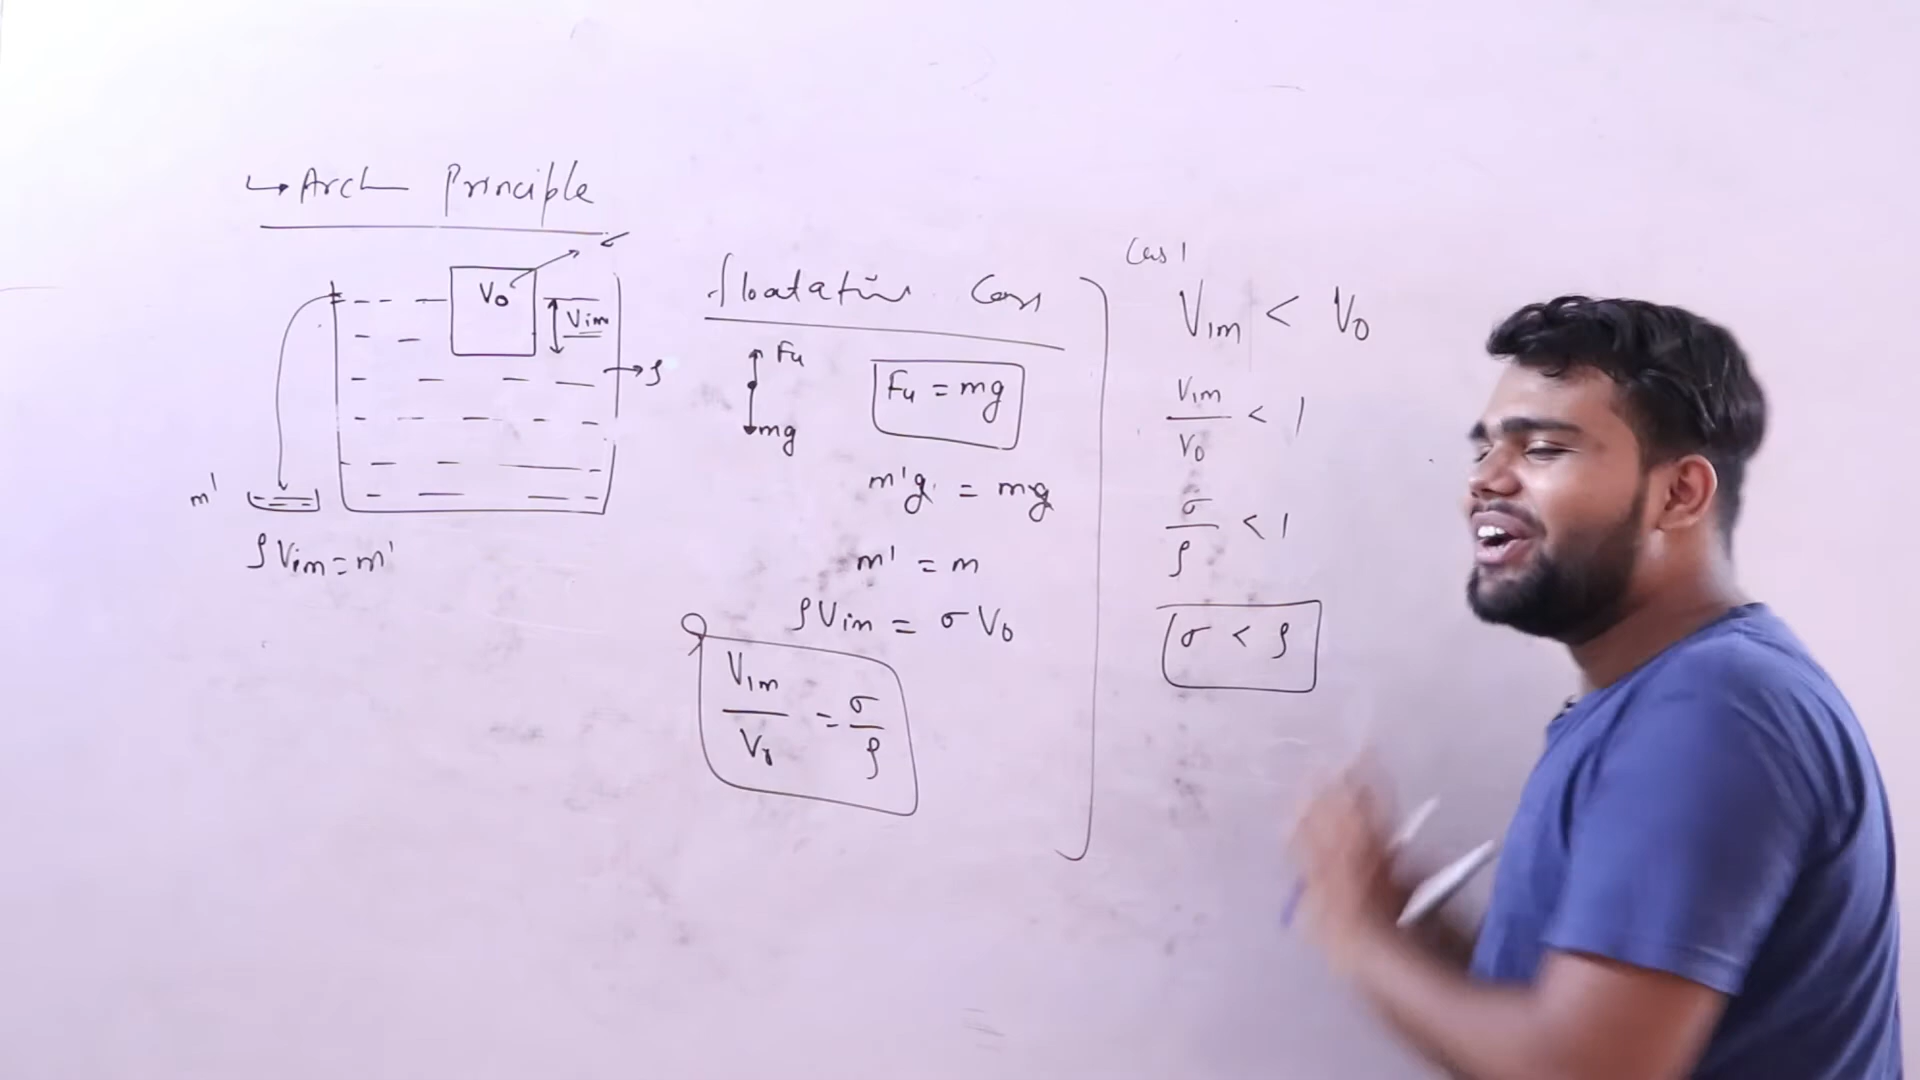 ↳ Arch Principle
V₀
Vim
→ ρ
m'
ρVim = m'
floatation Case
Fu
mg
Fu = mg
m'g = mg
m' = m
ρVim = σV₀
Vim/V₀ = σ/ρ
Cas 1
Vim < V₀
Vim/V₀ < 1
σ/ρ < 1
σ < ρ